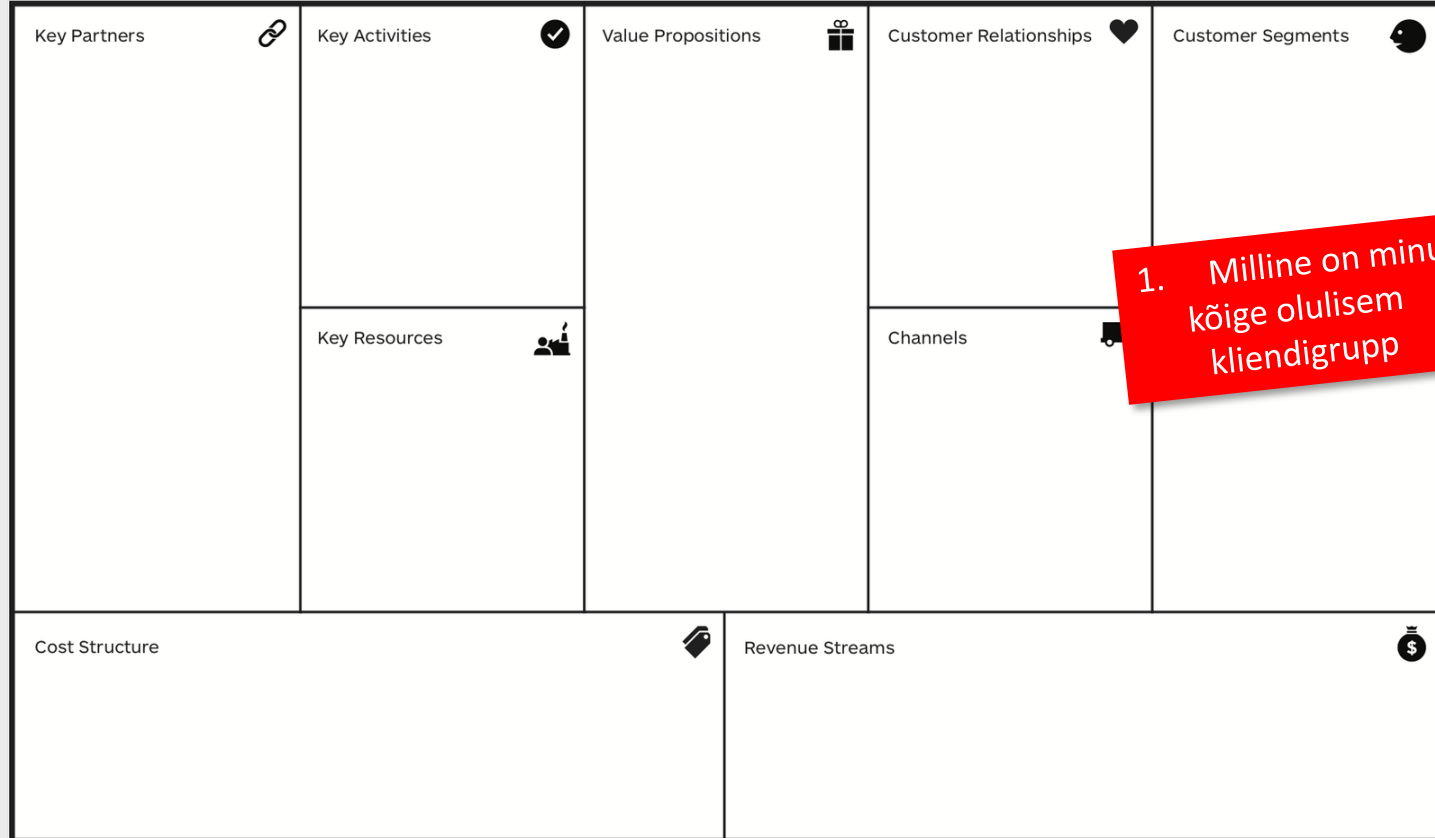 Key Partners
Key Activities
Value Propositions
Customer Relationships
Customer Segments
1. Milline on minu
kõige olulisem
kliendigrupp
Key Resources
Channels
Cost Structure
Revenue Streams
$